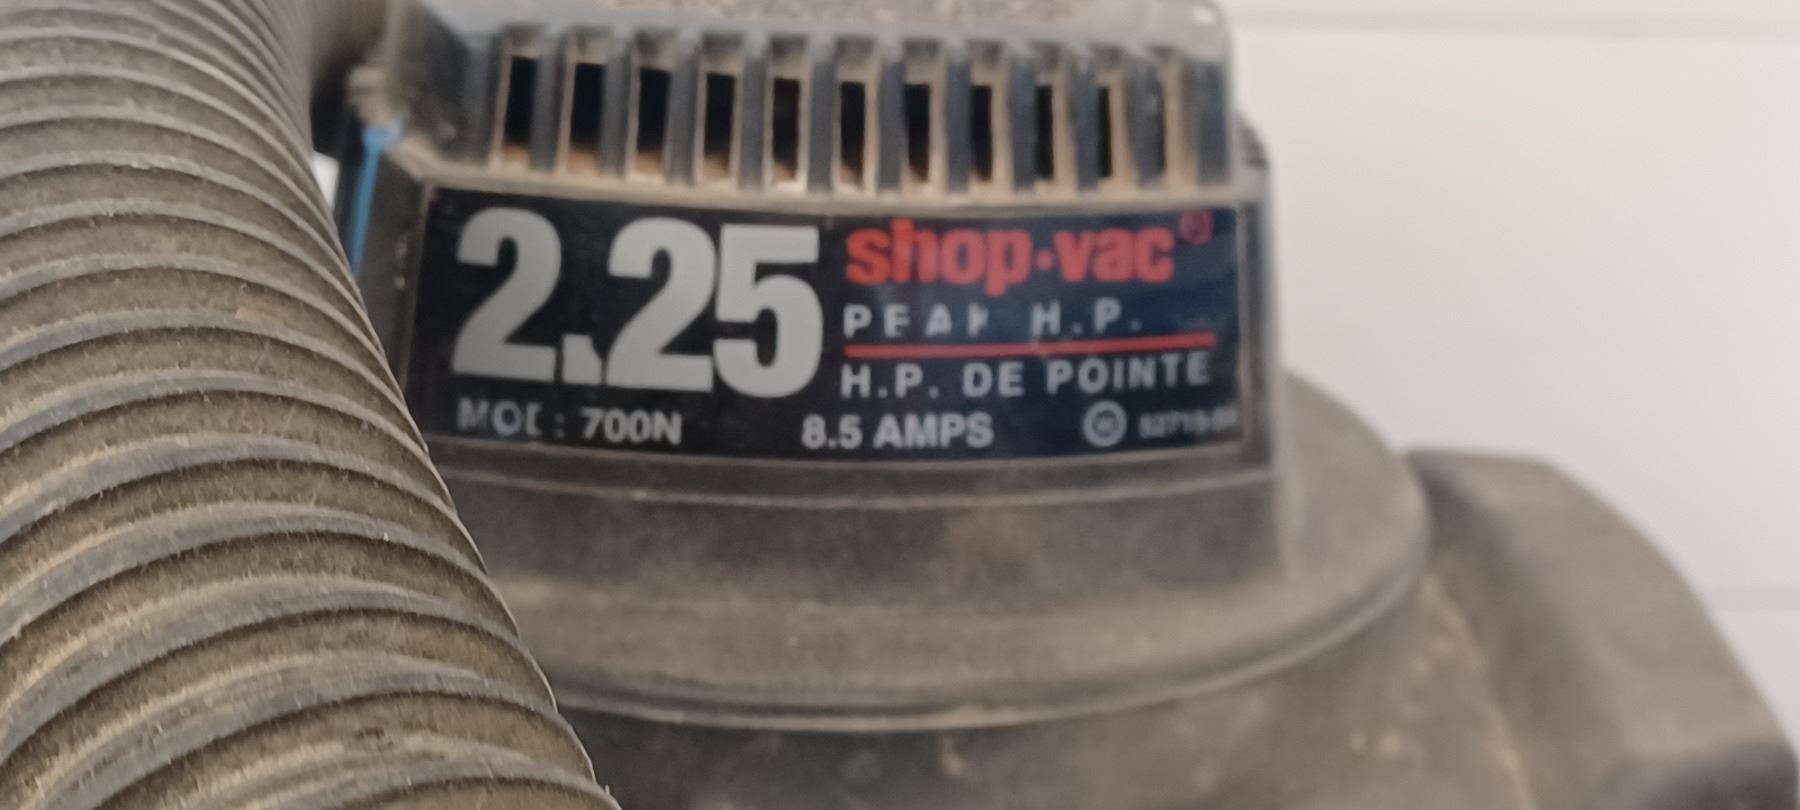 2.25
shop·vac®
PEAK H.P.
H.P. DE POINTE
MOD: 700N 8.5 AMPS